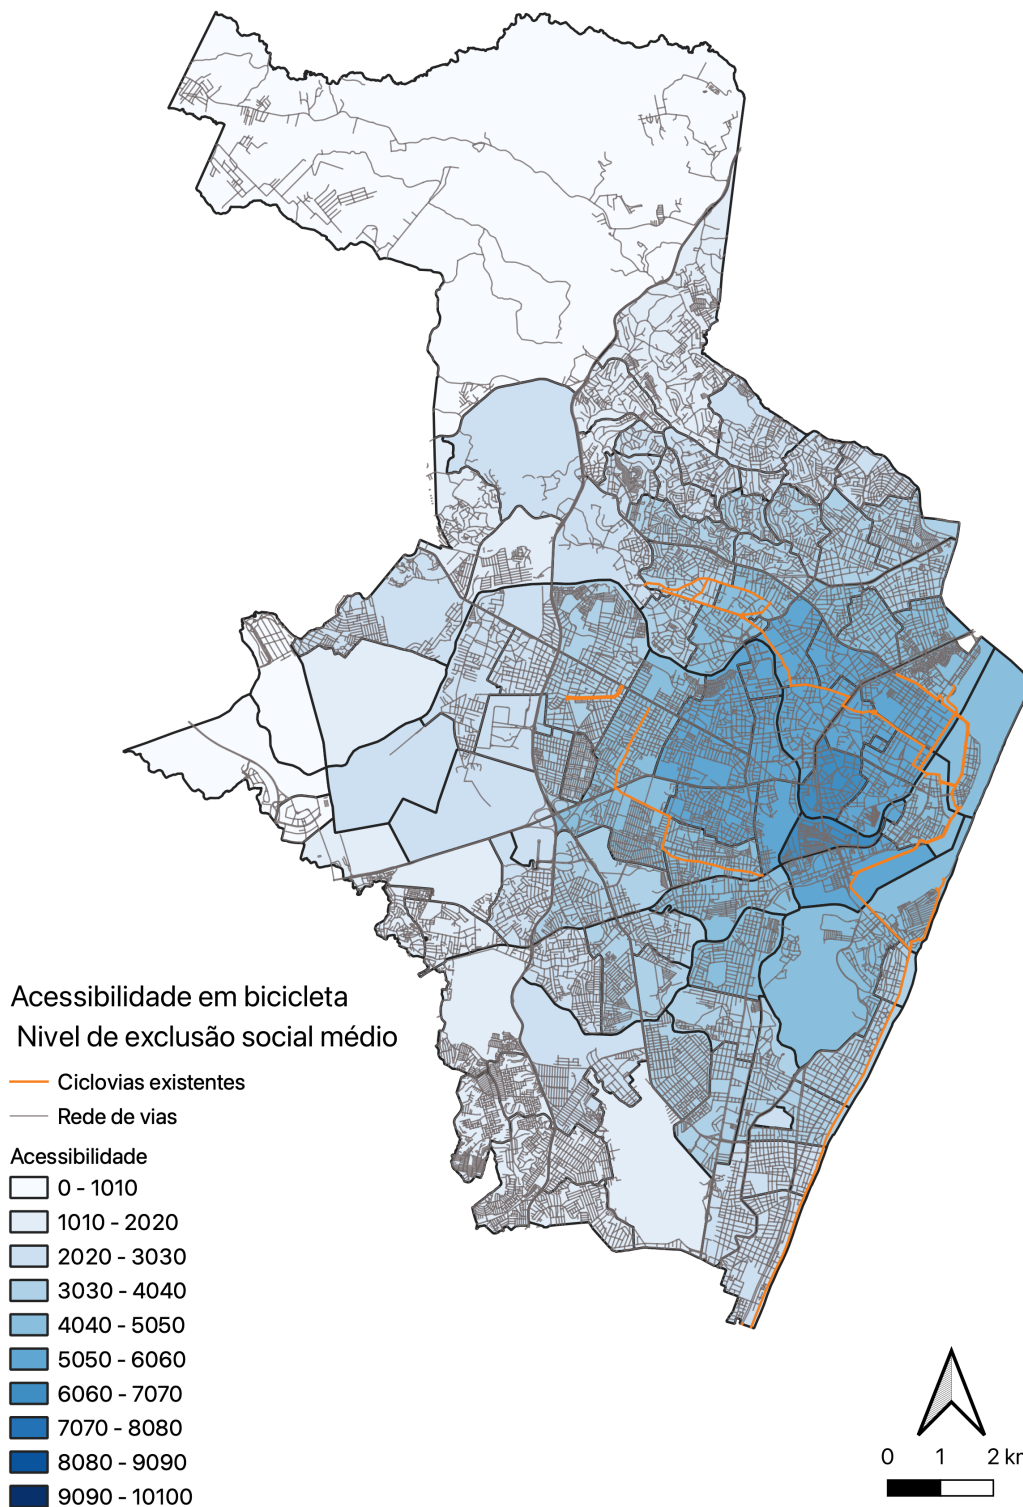 Acessibilidade em bicicleta
Nivel de exclusão social médio
Ciclovias existentes
Rede de vias
Acessibilidade
0 - 1010
1010 - 2020
2020 - 3030
3030 - 4040
4040 - 5050
5050 - 6060
6060 - 7070
7070 - 8080
8080 - 9090
9090 - 10100
0 1 2 km